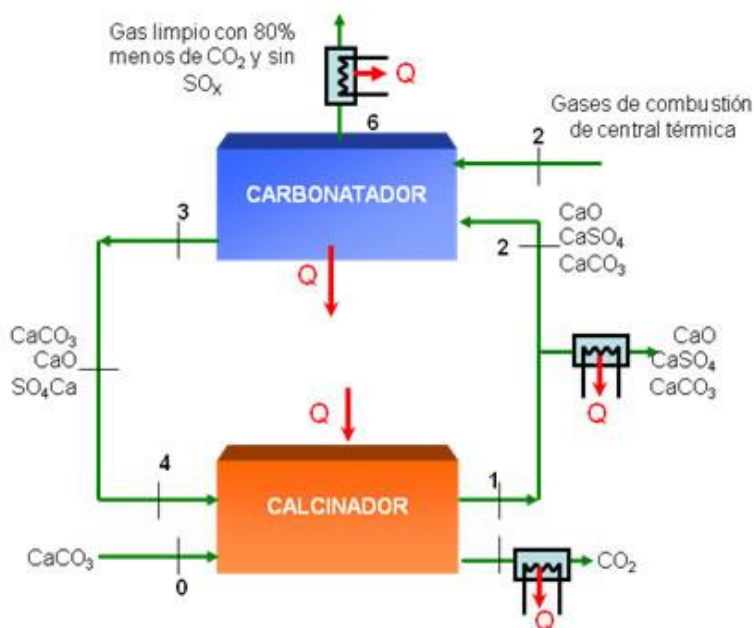 Gas limpio con 80%
menos de CO₂ y sin
SOₓ
Q
6
Gases de combustión
de central térmica
2
CARBONATADOR
3
CaO
CaSO₄
CaCO₃
2
Q
CaCO₃
CaO
SO₄Ca
CaO
CaSO₄
CaCO₃
Q
Q
4
CALCINADOR
1
CaCO₃
0
CO₂
Q